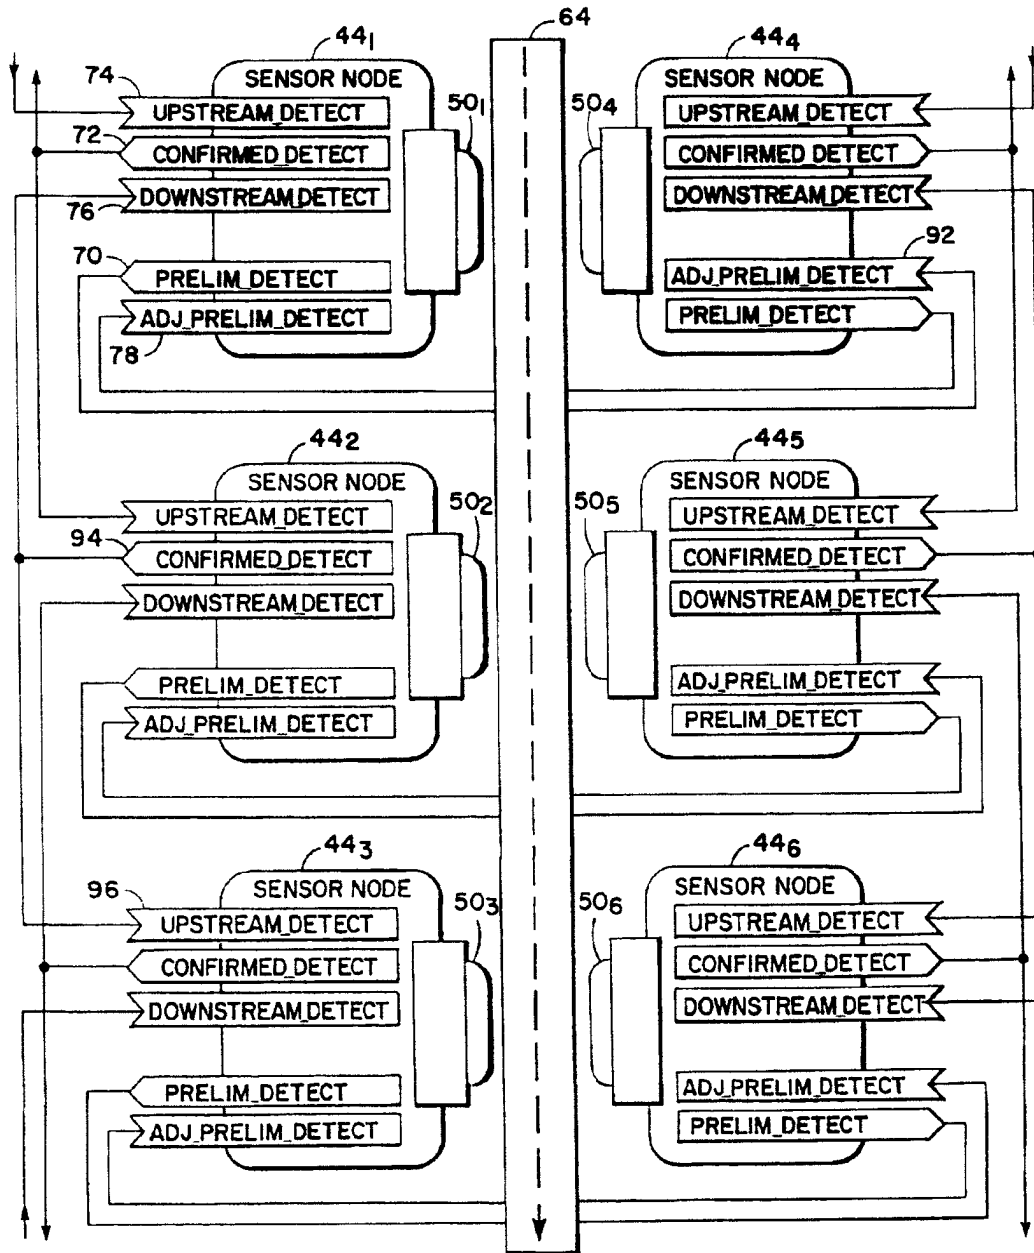 64
44₁
SENSOR NODE
74
UPSTREAM_DETECT
72
CONFIRMED_DETECT
76
DOWNSTREAM_DETECT
70
PRELIM_DETECT
78
ADJ_PRELIM_DETECT
50₁
44₄
SENSOR NODE
50₄
UPSTREAM_DETECT
CONFIRMED_DETECT
DOWNSTREAM_DETECT
92
ADJ_PRELIM_DETECT
PRELIM_DETECT
44₂
SENSOR NODE
UPSTREAM_DETECT
94
CONFIRMED_DETECT
DOWNSTREAM_DETECT
PRELIM_DETECT
ADJ_PRELIM_DETECT
50₂
44₅
SENSOR NODE
50₅
UPSTREAM_DETECT
CONFIRMED_DETECT
DOWNSTREAM_DETECT
ADJ_PRELIM_DETECT
PRELIM_DETECT
44₃
SENSOR NODE
96
UPSTREAM_DETECT
CONFIRMED_DETECT
DOWNSTREAM_DETECT
PRELIM_DETECT
ADJ_PRELIM_DETECT
50₃
44₆
SENSOR NODE
50₆
UPSTREAM_DETECT
CONFIRMED_DETECT
DOWNSTREAM_DETECT
ADJ_PRELIM_DETECT
PRELIM_DETECT